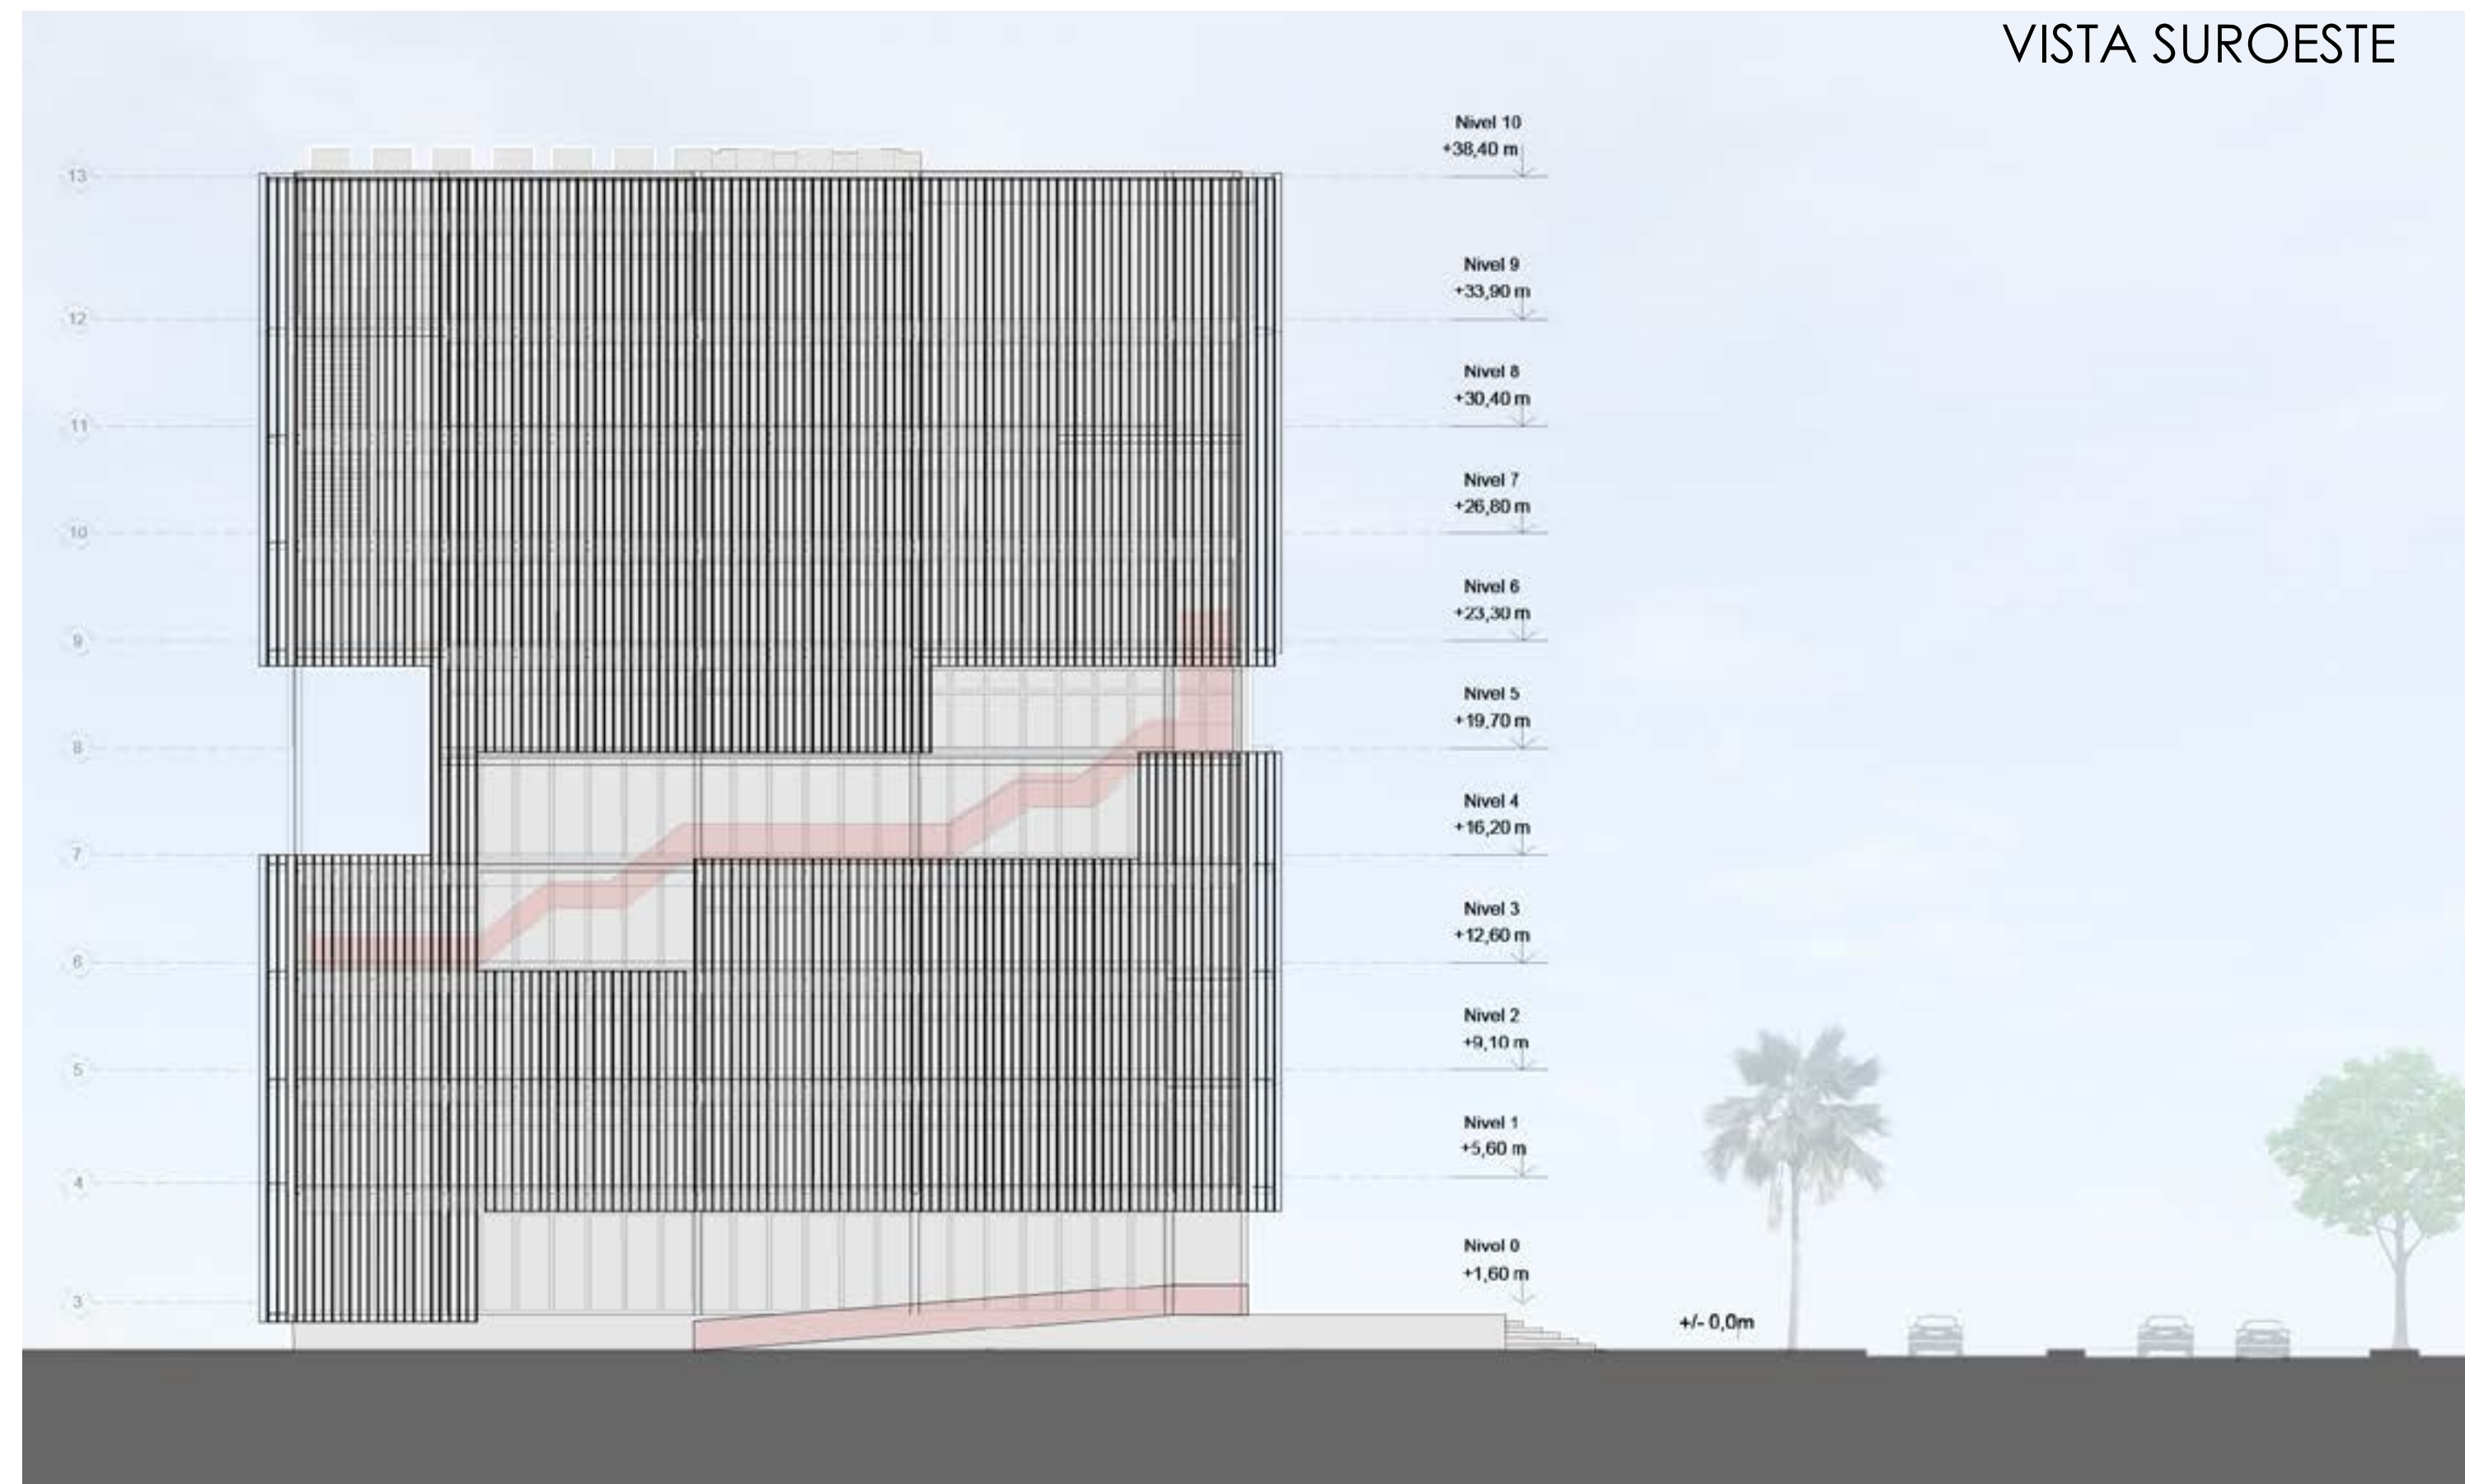 VISTA SUROESTE
Nivel 10
+38,40 m
13
Nivel 9
+33,90 m
12
Nivel 8
+30,40 m
11
Nivel 7
+26,80 m
10
Nivel 6
+23,30 m
9
Nivel 5
+19,70 m
8
Nivel 4
+16,20 m
7
Nivel 3
+12,60 m
6
Nivel 2
+9,10 m
5
Nivel 1
+5,60 m
4
Nivel 0
+1,60 m
3
+/- 0,0m